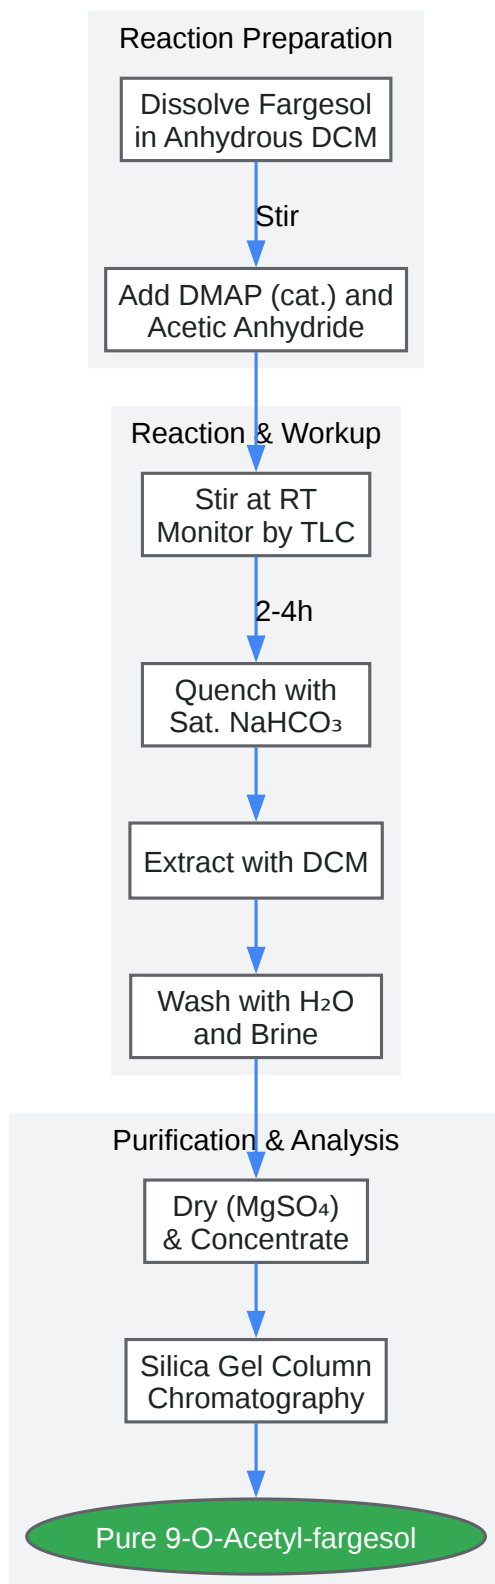 Reaction Preparation
Dissolve Fargesol
in Anhydrous DCM
Stir
Add DMAP (cat.) and
Acetic Anhydride
Reaction & Workup
Stir at RT
Monitor by TLC
2-4h
Quench with
Sat. NaHCO₃
Extract with DCM
Wash with H₂O
and Brine
Purification & Analysis
Dry (MgSO₄)
& Concentrate
Silica Gel Column
Chromatography
Pure 9-O-Acetyl-fargesol